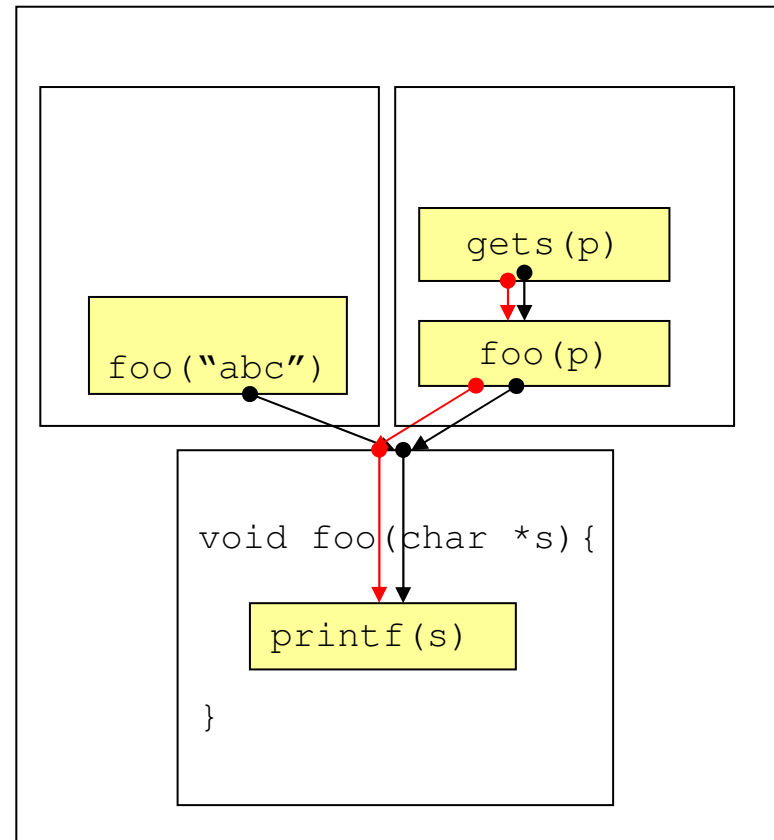 gets(p)
foo(“abc”)
foo(p)
void foo(char *s){
printf(s)
}